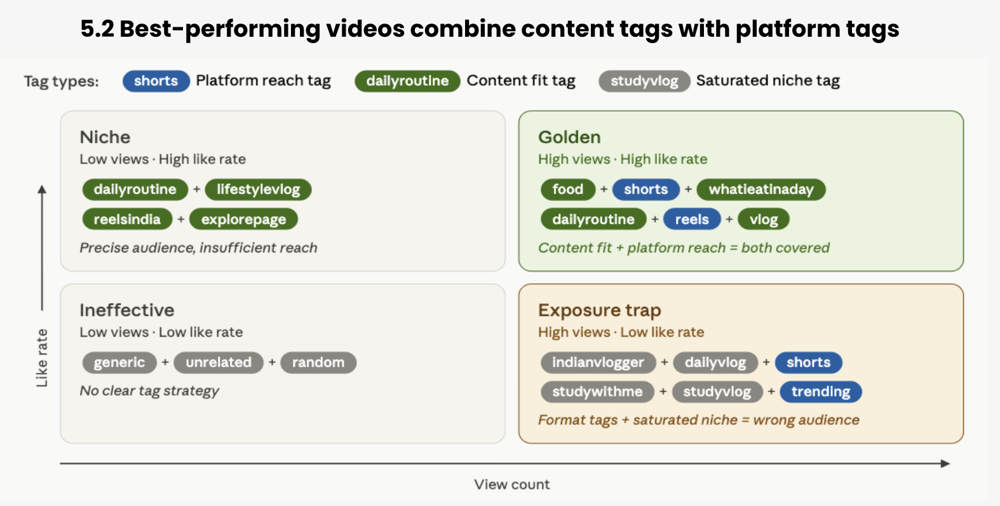 5.2 Best-performing videos combine content tags with platform tags
Tag types: shorts Platform reach tag dailyroutine Content fit tag studyvlog Saturated niche tag
Niche
Low views · High like rate
dailyroutine + lifestylevlog
reelsindia + explorepage
Precise audience, insufficient reach
Golden
High views · High like rate
food + shorts + whatieatinaday
dailyroutine + reels + vlog
Content fit + platform reach = both covered
Ineffective
Low views · Low like rate
generic + unrelated + random
No clear tag strategy
Exposure trap
High views · Low like rate
indianvlogger + dailyvlog + shorts
studywithme + studyvlog + trending
Format tags + saturated niche = wrong audience
Like rate
View count